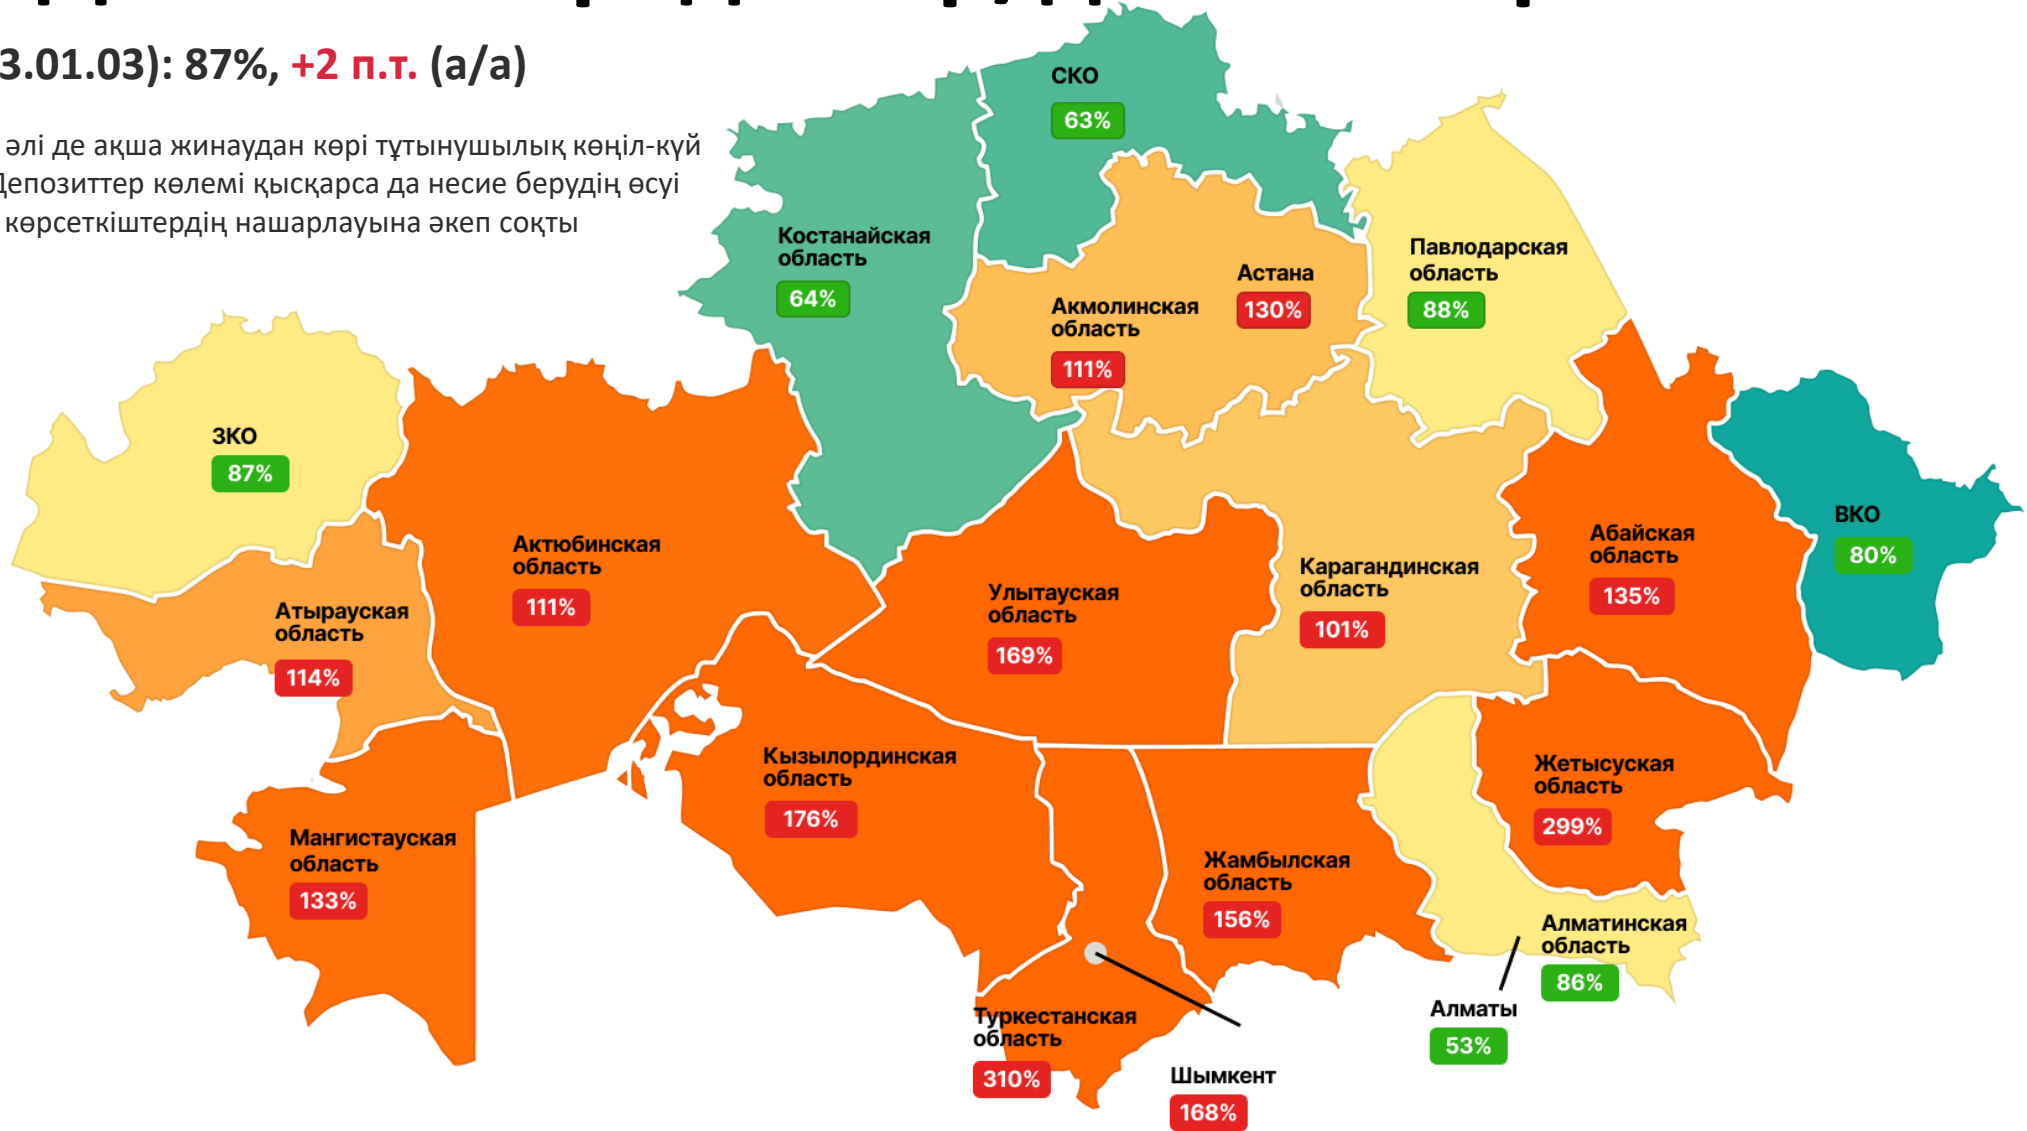 3.01.03): 87%, +2 п.т. (а/а)
әлі де ақша жинаудан көрі тұтынушылық көңіл-күй
Депозиттер көлемі қысқарса да несие берудің өсуі
көрсеткіштердің нашарлауына әкеп соқты
СКО
63%
Костанайская
область
64%
Акмолинская
область
111%
Астана
130%
Павлодарская
область
88%
ЗКО
87%
Актюбинская
область
111%
Атырауская
область
114%
Улытауская
область
169%
Карагандинская
область
101%
Абайская
область
135%
ВКО
80%
Мангистауская
область
133%
Кызылординская
область
176%
Жамбылская
область
156%
Жетысуская
область
299%
Алматинская
область
86%
Алматы
53%
Туркестанская
область
310%
Шымкент
168%